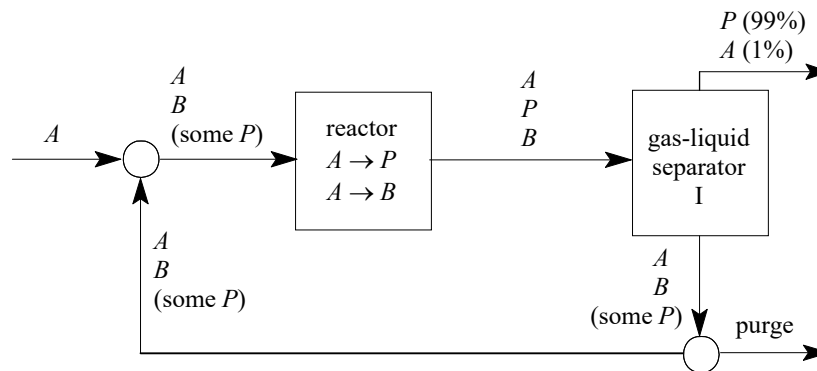 P (99%)
A (1%)
A
B
(some P)
A
reactor
A → P
A → B
A
P
B
gas-liquid
separator
I
A
B
(some P)
A
B
(some P)
purge